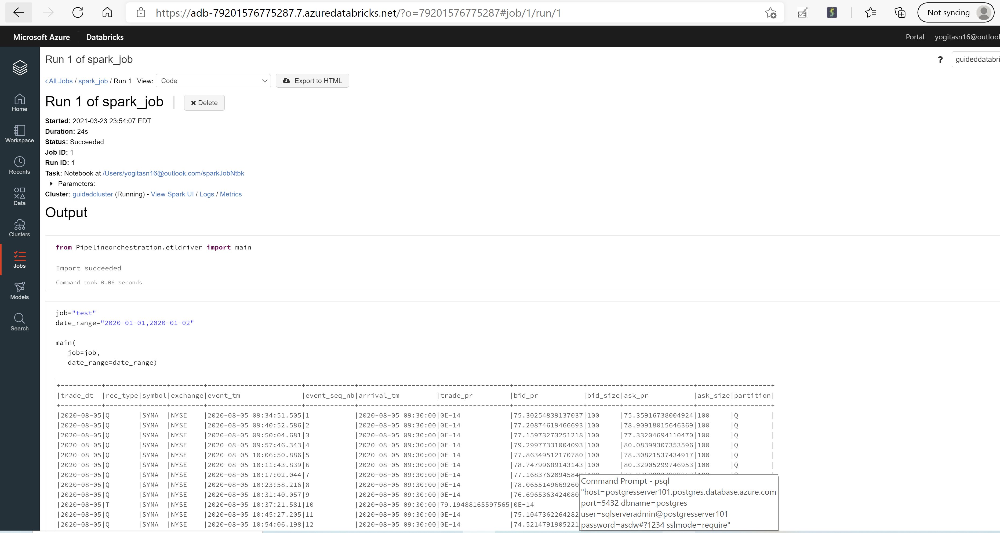 https://adb-79201576775287.7.azuredatabricks.net/?o=79201576775287#job/1/run/1
Not syncing
Microsoft Azure Databricks
Portal yogitasn16@outlook
Run 1 of spark_job
? guideddatabri
< All Jobs / spark_job / Run 1 View: Code Export to HTML
Run 1 of spark_job Delete
Started: 2021-03-23 23:54:07 EDT
Duration: 24s
Status: Succeeded
Job ID: 1
Run ID: 1
Task: Notebook at /Users/yogitasn16@outlook.com/sparkJobNtbk
Parameters:
Cluster: guidedcluster (Running) - View Spark UI / Logs / Metrics
Home
Workspace
Recents
Data
Clusters
Jobs
Models
Search
Output
from Pipelineorchestration.etldriver import main
Import succeeded
Command took 0.06 seconds
job="test"
date_range="2020-01-01,2020-01-02"
main(
job=job,
date_range=date_range)
+----------+--------+------+--------+-----------------------+------------+-------------------+-----------------+-----------------+--------+-----------------+--------+---------+
|trade_dt |rec_type|symbol|exchange|event_tm |event_seq_nb|arrival_tm |trade_pr |bid_pr |bid_size|ask_pr |ask_size|partition|
+----------+--------+------+--------+-----------------------+------------+-------------------+-----------------+-----------------+--------+-----------------+--------+---------+
|2020-08-05|Q |SYMA |NYSE |2020-08-05 09:34:51.505|1 |2020-08-05 09:30:00|0E-14 |75.30254839137037|100 |75.35916738004924|100 |Q |
|2020-08-05|Q |SYMA |NYSE |2020-08-05 09:40:52.586|2 |2020-08-05 09:30:00|0E-14 |77.20874619466693|100 |78.90918015646369|100 |Q |
|2020-08-05|Q |SYMA |NYSE |2020-08-05 09:50:04.681|3 |2020-08-05 09:30:00|0E-14 |77.15973273251218|100 |77.33204694110470|100 |Q |
|2020-08-05|Q |SYMA |NYSE |2020-08-05 09:57:46.343|4 |2020-08-05 09:30:00|0E-14 |79.29977331004093|100 |80.08399307353596|100 |Q |
|2020-08-05|Q |SYMA |NYSE |2020-08-05 10:06:50.886|5 |2020-08-05 09:30:00|0E-14 |77.86349512170780|100 |78.30821537434917|100 |Q |
|2020-08-05|Q |SYMA |NYSE |2020-08-05 10:11:43.839|6 |2020-08-05 09:30:00|0E-14 |78.74799689143143|100 |80.32905299746953|100 |Q |
|2020-08-05|Q |SYMA |NYSE |2020-08-05 10:17:02.044|7 |2020-08-05 09:30:00|0E-14
|2020-08-05|Q |SYMA |NYSE |2020-08-05 10:23:58.216|8 |2020-08-05 09:30:00|0E-14 |78.0655149669260
|2020-08-05|Q |SYMA |NYSE |2020-08-05 10:31:40.057|9 |2020-08-05 09:30:00|0E-14 |76.6965363424080
|2020-08-05|T |SYMA |NYSE |2020-08-05 10:37:21.581|10 |2020-08-05 09:30:00|79.19488165597565|0E-14
|2020-08-05|Q |SYMA |NYSE |2020-08-05 10:45:27.205|11 |2020-08-05 09:30:00|0E-14 |75.1047362264282
|2020-08-05|Q |SYMA |NYSE |2020-08-05 10:54:06.198|12 |2020-08-05 09:30:00|0E-14 |74.5214791905221
Command Prompt - psql
"host=postgresserver101.postgres.database.azure.com
port=5432 dbname=postgres
user=sqlserveradmin@postgresserver101
password=asdw#?1234 sslmode=require"